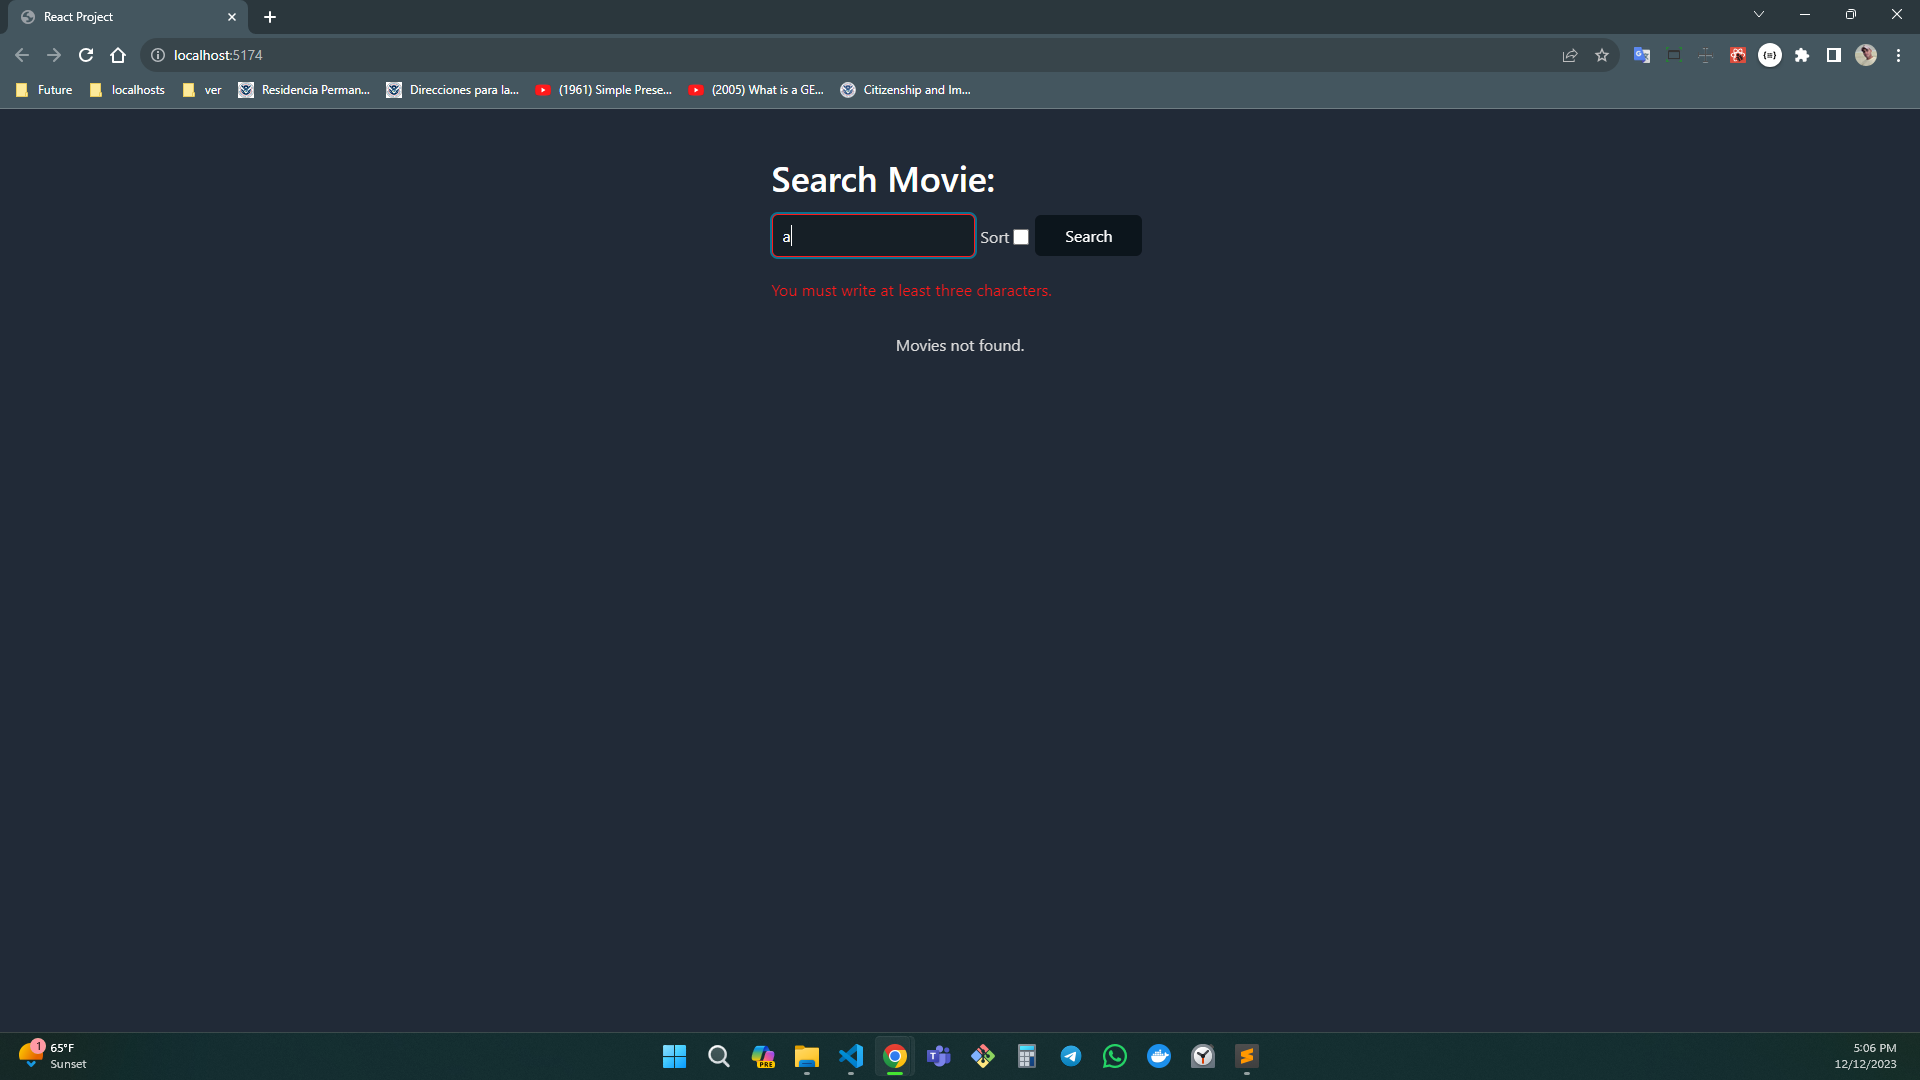 React Project
localhost:5174
Future
localhosts
ver
Residencia Perman...
Direcciones para la...
(1961) Simple Prese...
(2005) What is a GE...
Citizenship and Im...
Search Movie:
a
Sort
Search
You must write at least three characters.
Movies not found.
1
65°F
Sunset
PRE
5:06 PM
12/12/2023